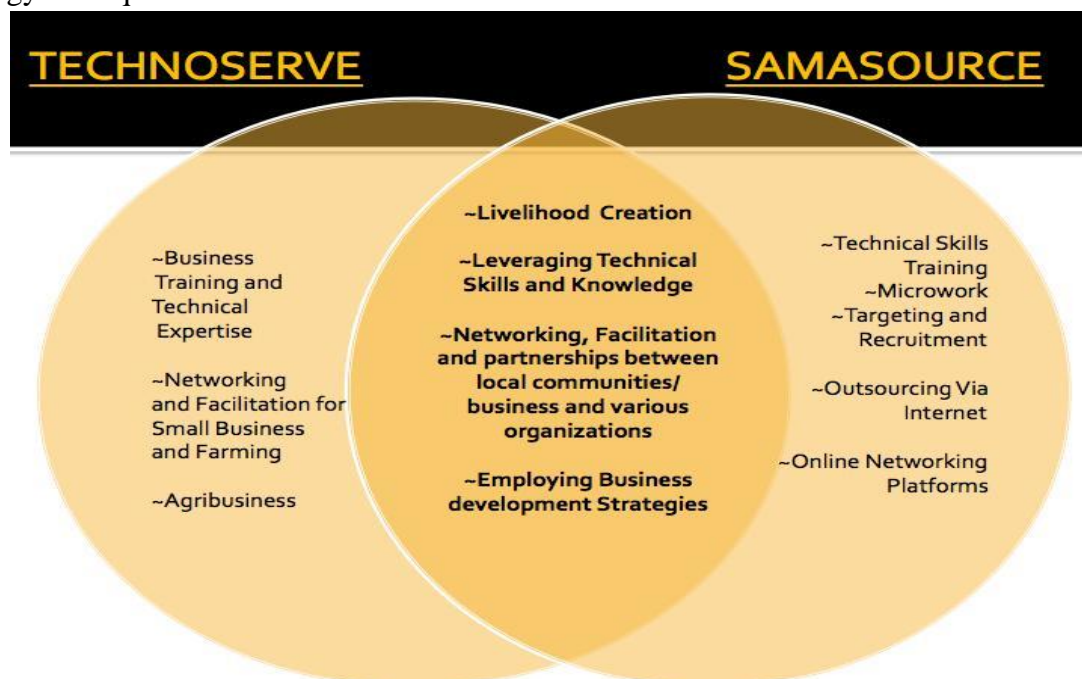 TECHNOSERVE
SAMASOURCE
~Business
Training and
Technical
Expertise
~Networking
and Facilitation for
Small Business
and Farming
~Agribusiness
~Livelihood Creation
~Leveraging Technical
Skills and Knowledge
~Networking, Facilitation
and partnerships between
local communities/
business and various
organizations
~Employing Business
development Strategies
~Technical Skills
Training
~Microwork
~Targeting and
Recruitment
~Outsourcing Via
Internet
~Online Networking
Platforms